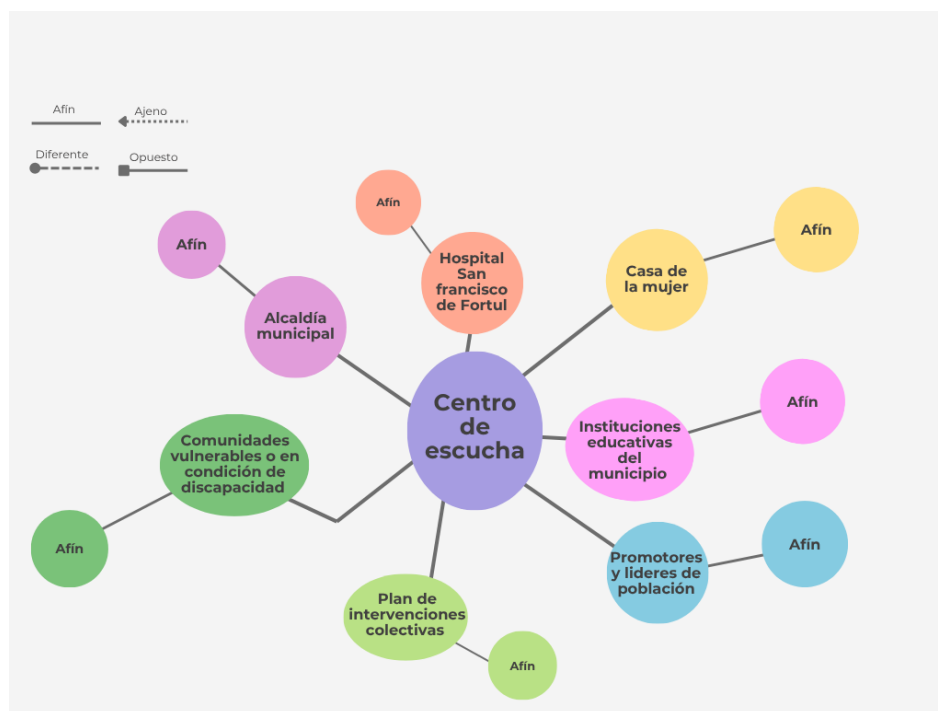 Afín
Ajeno
Diferente
Opuesto
Afín
Hospital
San
francisco
de Fortul
Afín
Alcaldía
municipal
Casa de
la mujer
Afín
Centro
de
escucha
Instituciones
educativas
del
municipio
Afín
Comunidades
vulnerables o en
condición de
discapacidad
Afín
Promotores
y lideres de
población
Afín
Plan de
intervenciones
colectivas
Afín